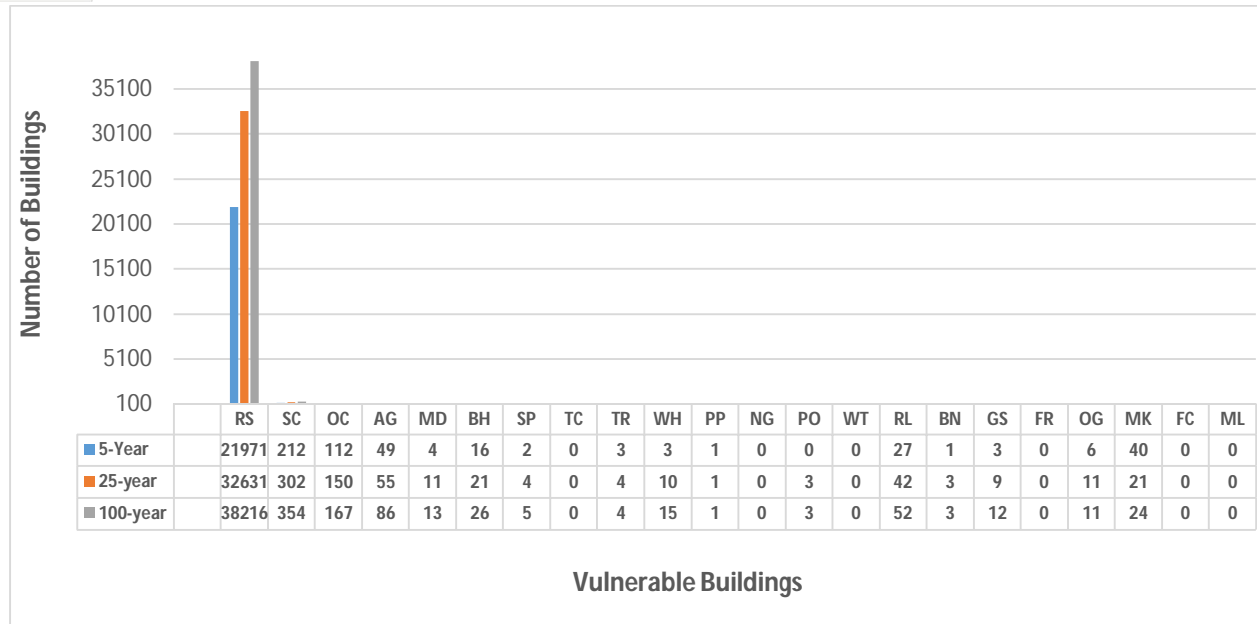 Number of Buildings
35100
30100
25100
20100
15100
10100
5100
100
RS SC OC AG MD BH SP TC TR WH PP NG PO WT RL BN GS FR OG MK FC ML
5-Year 21971 212 112 49 4 16 2 0 3 3 1 0 0 0 27 1 3 0 6 40 0 0
25-year 32631 302 150 55 11 21 4 0 4 10 1 0 3 0 42 3 9 0 11 21 0 0
100-year 38216 354 167 86 13 26 5 0 4 15 1 0 3 0 52 3 12 0 11 24 0 0
Vulnerable Buildings